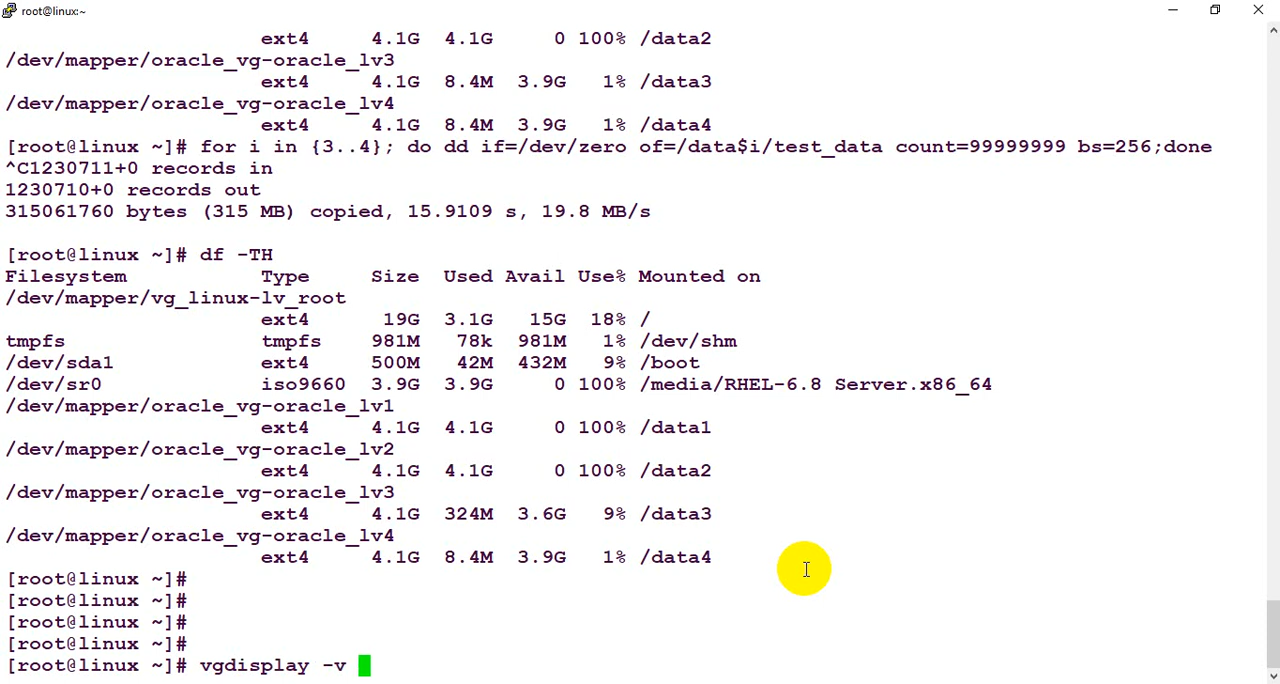 root@linux:~
ext4 4.1G 4.1G 0 100% /data2
/dev/mapper/oracle_vg-oracle_lv3
ext4 4.1G 8.4M 3.9G 1% /data3
/dev/mapper/oracle_vg-oracle_lv4
ext4 4.1G 8.4M 3.9G 1% /data4
[root@linux ~]# for i in {3..4}; do dd if=/dev/zero of=/data$i/test_data count=99999999 bs=256;done
^C1230711+0 records in
1230710+0 records out
315061760 bytes (315 MB) copied, 15.9109 s, 19.8 MB/s
[root@linux ~]# df -TH
Filesystem Type Size Used Avail Use% Mounted on
/dev/mapper/vg_linux-lv_root
ext4 19G 3.1G 15G 18% /
tmpfs tmpfs 981M 78k 981M 1% /dev/shm
/dev/sda1 ext4 500M 42M 432M 9% /boot
/dev/sr0 iso9660 3.9G 3.9G 0 100% /media/RHEL-6.8 Server.x86_64
/dev/mapper/oracle_vg-oracle_lv1
ext4 4.1G 4.1G 0 100% /data1
/dev/mapper/oracle_vg-oracle_lv2
ext4 4.1G 4.1G 0 100% /data2
/dev/mapper/oracle_vg-oracle_lv3
ext4 4.1G 324M 3.6G 9% /data3
/dev/mapper/oracle_vg-oracle_lv4
ext4 4.1G 8.4M 3.9G 1% /data4
[root@linux ~]#
[root@linux ~]#
[root@linux ~]#
[root@linux ~]#
[root@linux ~]# vgdisplay -v